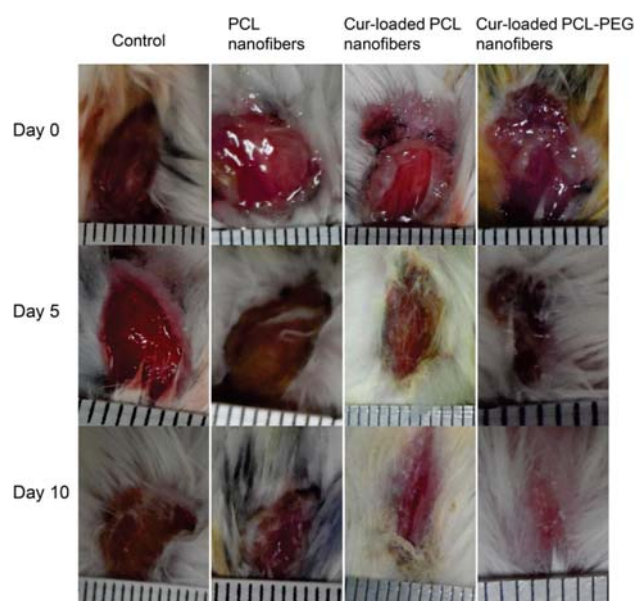 Control
PCL
nanofibers
Cur-loaded PCL
nanofibers
Cur-loaded PCL-PEG
nanofibers
Day 0
Day 5
Day 10